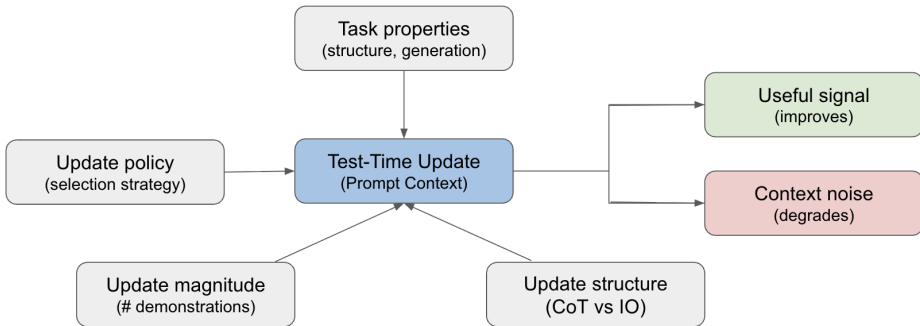 Task properties
(structure, generation)
Useful signal
(improves)
Update policy
(selection strategy)
Test-Time Update
(Prompt Context)
Context noise
(degrades)
Update magnitude
(# demonstrations)
Update structure
(CoT vs IO)